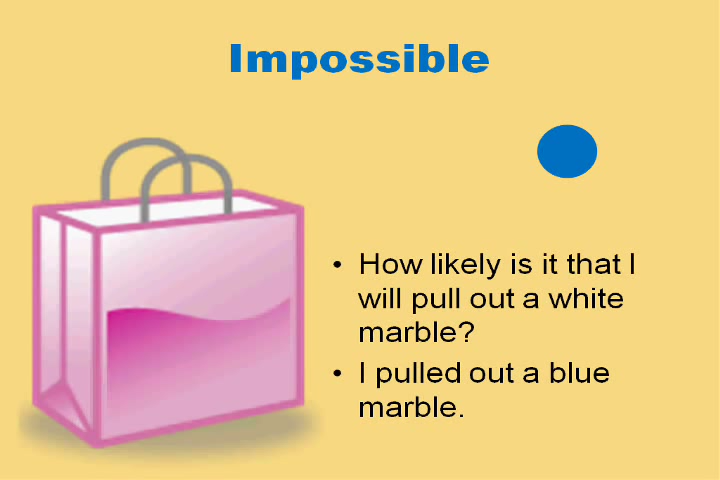 Impossible
• How likely is it that I
will pull out a white
marble?
• I pulled out a blue
marble.